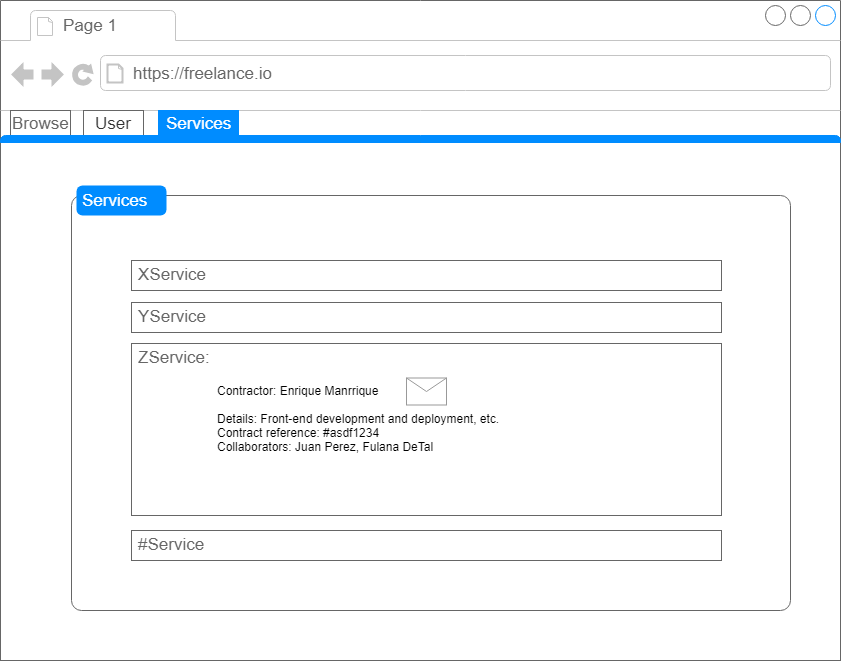 Page 1
https://freelance.io
Browse User Services
Services
XService
YService
ZService:
Contractor: Enrique Manrrique
Details: Front-end development and deployment, etc.
Contract reference: #asdf1234
Collaborators: Juan Perez, Fulana DeTal
#Service